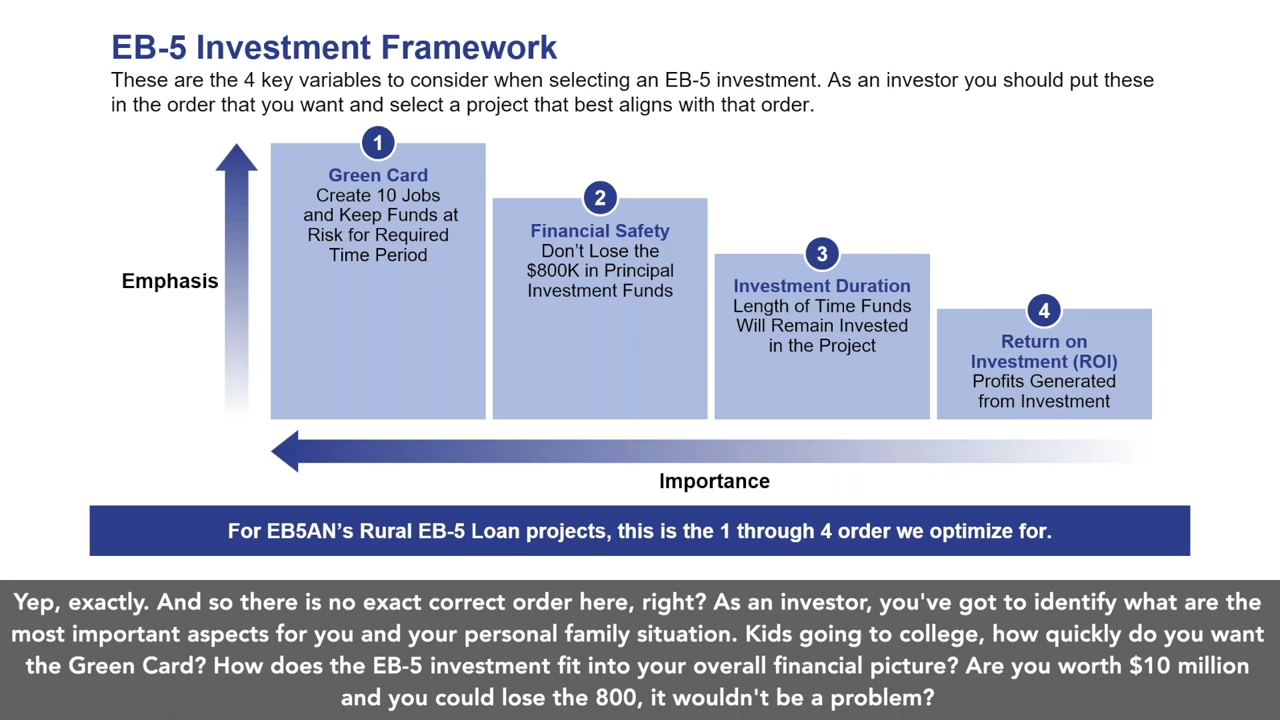 EB-5 Investment Framework
These are the 4 key variables to consider when selecting an EB-5 investment. As an investor you should put these
in the order that you want and select a project that best aligns with that order.
Emphasis
1
Green Card
Create 10 Jobs
and Keep Funds at
Risk for Required
Time Period
2
Financial Safety
Don’t Lose the
$800K in Principal
Investment Funds
3
Investment Duration
Length of Time Funds
Will Remain Invested
in the Project
4
Return on
Investment (ROI)
Profits Generated
from Investment
Importance
For EB5AN’s Rural EB-5 Loan projects, this is the 1 through 4 order we optimize for.
Yep, exactly. And so there is no exact correct order here, right? As an investor, you've got to identify what are the
most important aspects for you and your personal family situation. Kids going to college, how quickly do you want
the Green Card? How does the EB-5 investment fit into your overall financial picture? Are you worth $10 million
and you could lose the 800, it wouldn't be a problem?